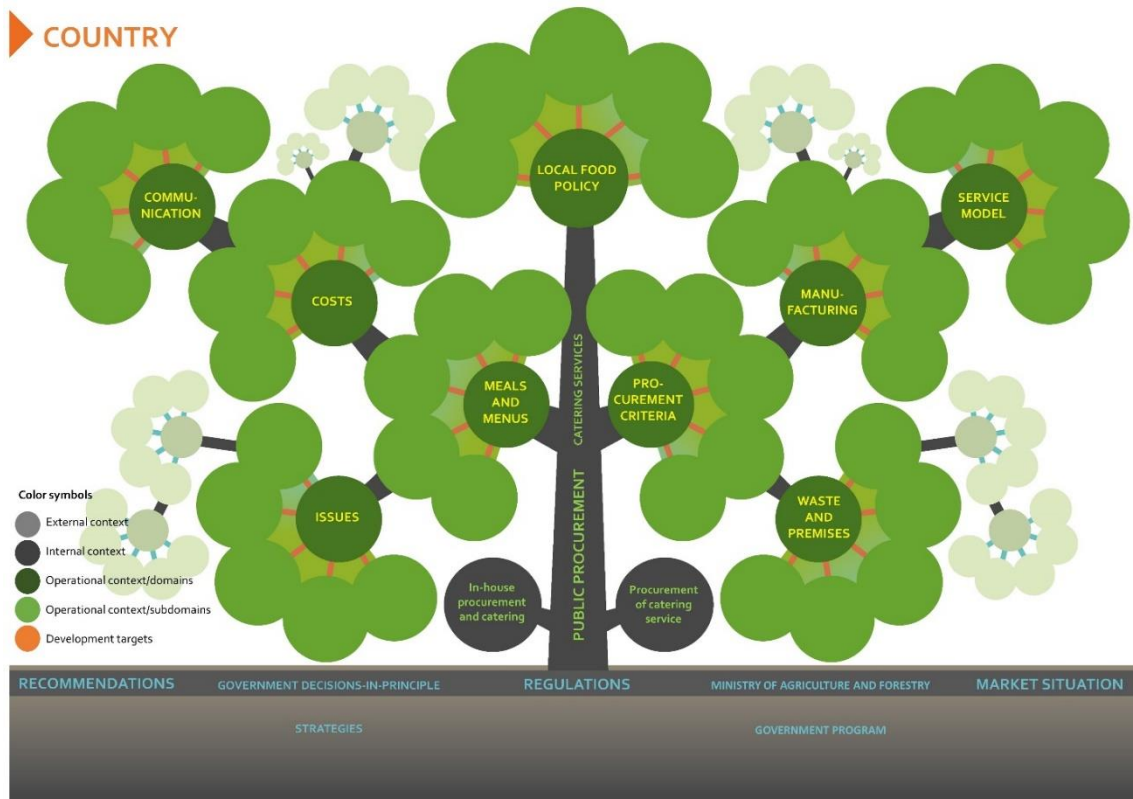 COUNTRY
LOCAL FOOD
POLICY
COMMU-
NICATION
SERVICE
MODEL
COSTS
MANU-
FACTURING
MEALS
AND
MENUS
PRO-
CUREMENT
CRITERIA
CATERING SERVICES
PUBLIC PROCUREMENT
ISSUES
WASTE
AND
PREMISES
Color symbols
External context
Internal context
Operational context/domains
Operational context/subdomains
Development targets
In-house
procurement
and catering
Procurement
of catering
service
RECOMMENDATIONS
GOVERNMENT DECISIONS-IN-PRINCIPLE
REGULATIONS
MINISTRY OF AGRICULTURE AND FORESTRY
MARKET SITUATION
STRATEGIES
GOVERNMENT PROGRAM